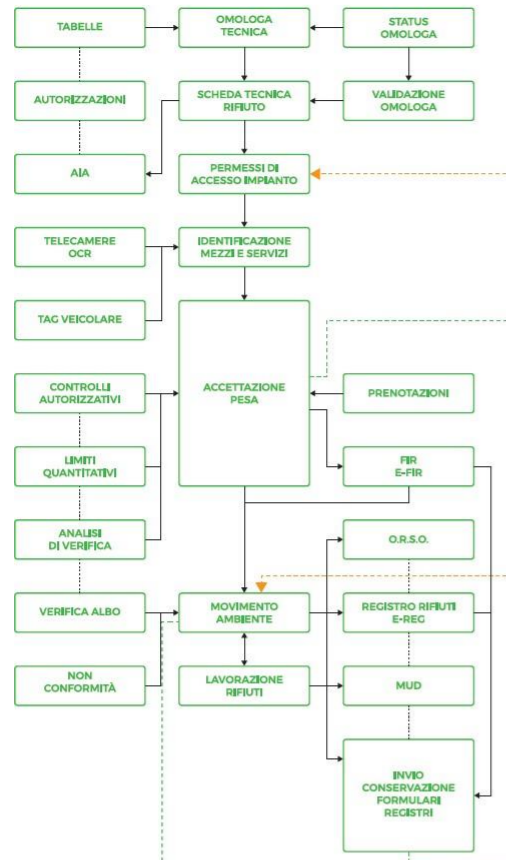 TABELLE
OMOLOGA
TECNICA
STATUS
OMOLOGA
AUTORIZZAZIONI
SCHEDA TECNICA
RIFIUTO
VALIDAZIONE
OMOLOGA
AIA
PERMESSI DI
ACCESSO IMPIANTO
TELECAMERE
OCR
IDENTIFICAZIONE
MEZZI E SERVIZI
TAG VEICOLARE
ACCETTAZIONE
PESA
CONTROLLI
AUTORIZZATIVI
PRENOTAZIONI
LIMITI
QUANTITATIVI
FIR
E-FIR
ANALISI
DI VERIFICA
O.R.S.O.
VERIFICA ALBO
MOVIMENTO
AMBIENTE
REGISTRO RIFIUTI
E-REG
NON
CONFORMITÀ
LAVORAZIONE
RIFIUTI
MUD
INVIO
CONSERVAZIONE
FORMULARI
REGISTRI